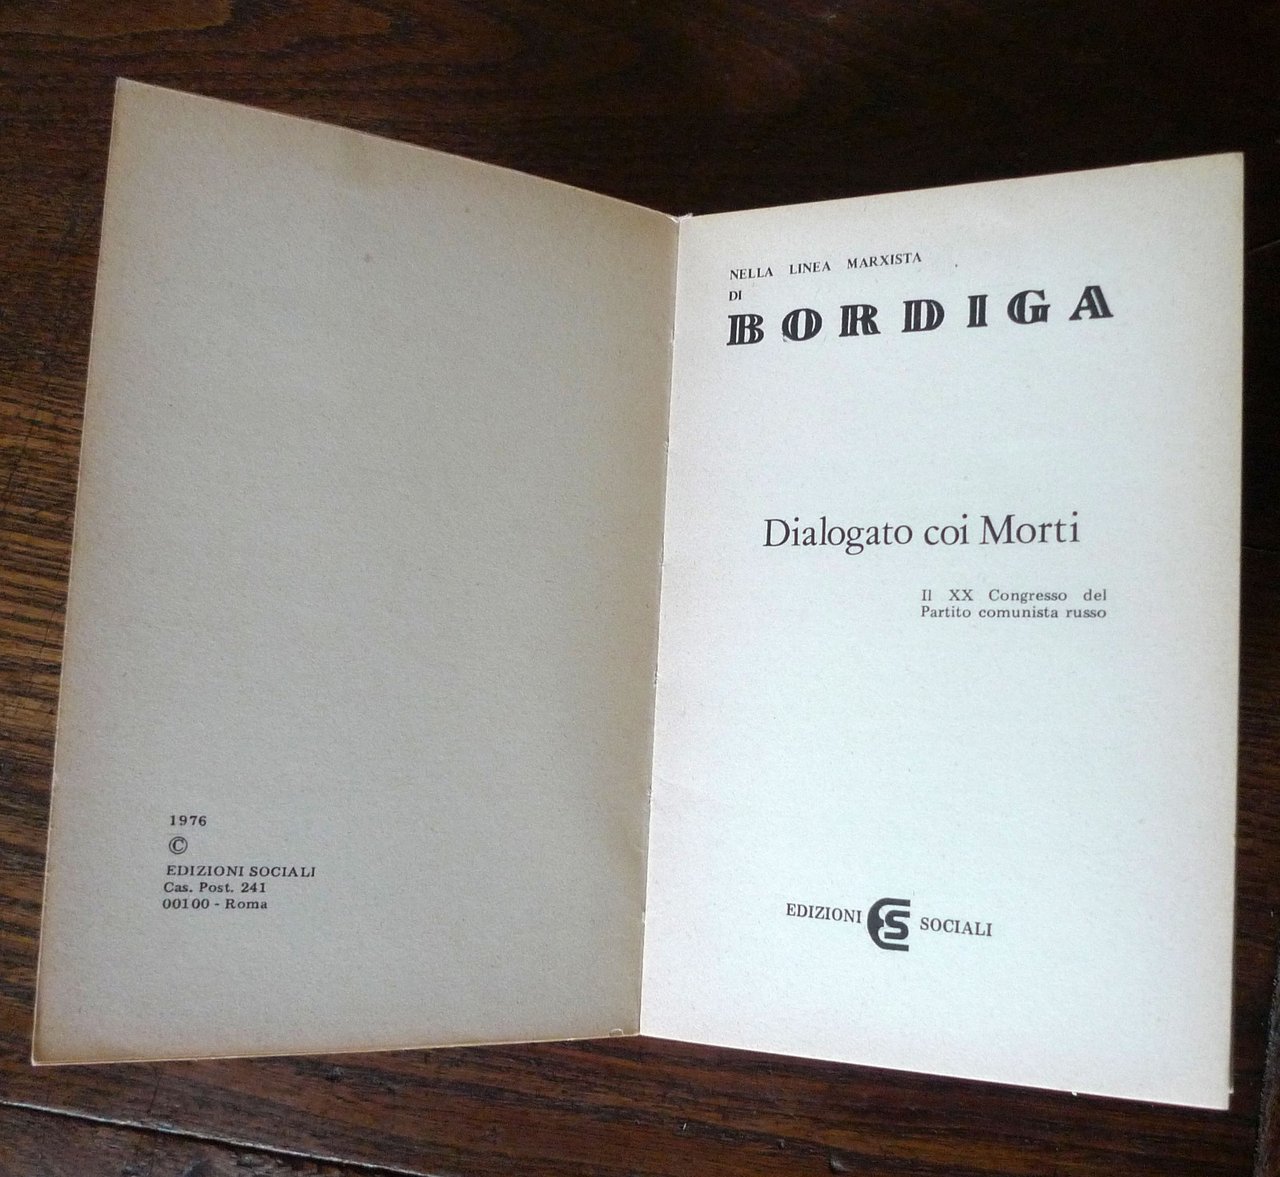 1976
©
EDIZIONI SOCIALI
Cas. Post. 241
00100 - Roma
NELLA LINEA MARXISTA
DI
BORDIGA
Dialogato coi Morti
Il XX Congresso del
Partito comunista russo
EDIZIONI ES SOCIALI